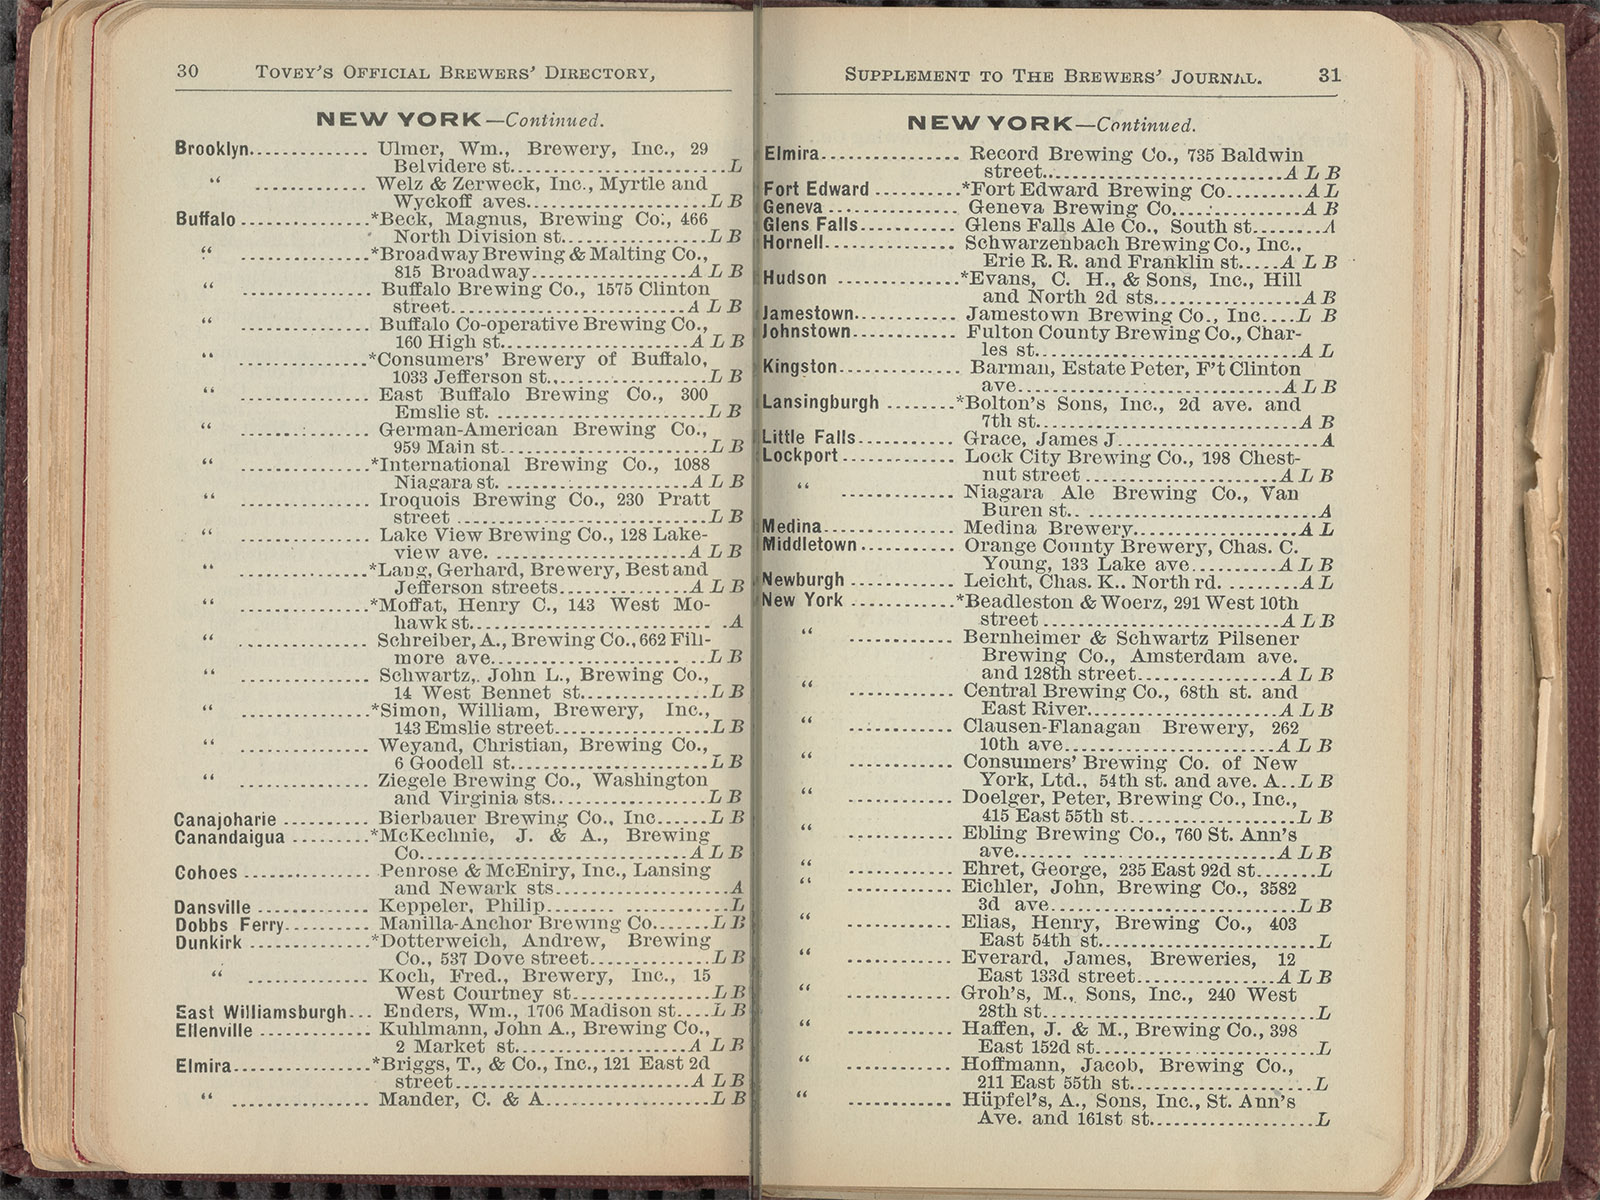 30 TOVEY'S OFFICIAL BREWERS' DIRECTORY,
NEW YORK—Continued.
Brooklyn.............. Ulmer, Wm., Brewery, Inc., 29
Belvidere st..........................L
“ ............. Welz & Zerweck, Inc., Myrtle and
Wyckoff aves......................L B
Buffalo ...............*Beck, Magnus, Brewing Co., 466
North Division st.................L B
“ ...............*Broadway Brewing & Malting Co.,
815 Broadway...................A L B
“ ............... Buffalo Brewing Co., 1575 Clinton
street.............................A L B
“ ............... Buffalo Co-operative Brewing Co.,
160 High st.......................A L B
“ ...............*Consumers' Brewery of Buffalo,
1033 Jefferson st...................L B
“ ............... East Buffalo Brewing Co., 300
Emslie st. .........................L B
“ ............... German-American Brewing Co.,
959 Main st.........................L B
“ ...............*International Brewing Co., 1088
Niagara st. .......................A L B
“ ............... Iroquois Brewing Co., 230 Pratt
street ..............................L B
“ ............... Lake View Brewing Co., 128 Lake-
view ave. ........................A L B
“ ...............*Lang, Gerhard, Brewery, Best and
Jefferson streets................A L B
“ ...............*Moffat, Henry C., 143 West Mo-
hawk st..............................A
“ ............... Schreiber, A., Brewing Co., 662 Fill-
more ave..........................L B
“ ............... Schwartz, John L., Brewing Co.,
14 West Bennet st................L B
“ ...............*Simon, William, Brewery, Inc.,
143 Emslie street...................L B
“ ............... Weyand, Christian, Brewing Co.,
6 Goodell st........................L B
“ ............... Ziegele Brewing Co., Washington
and Virginia sts...................L B
Canajoharie .......... Bierbauer Brewing Co., Inc......L B
Canandaigua .........*McKechnie, J. & A., Brewing
Co.................................A L B
Cohoes ............... Penrose & McEniry, Inc., Lansing
and Newark sts.....................A
Dansville ............. Keppeler, Philip.....................L
Dobbs Ferry.......... Manilla-Anchor Brewing Co.......L B
Dunkirk ..............*Dotterweich, Andrew, Brewing
Co., 537 Dove street..............L B
“ ............. Koch, Fred., Brewery, Inc., 15
West Courtney st.................L B
East Williamsburgh... Enders, Wm., 1706 Madison st....L B
Ellenville ............. Kuhlmann, John A., Brewing Co.,
2 Market st.....................A L B
Elmira................*Briggs, T., & Co., Inc., 121 East 2d
street............................A L B
“ ................ Mander, C. & A....................L B
SUPPLEMENT TO THE BREWERS' JOURNAL. 31
NEW YORK—Continued.
Elmira................. Record Brewing Co., 735 Baldwin
street.............................A L B
Fort Edward ..........*Fort Edward Brewing Co.........A L
Geneva ............... Geneva Brewing Co................A B
Glens Falls........... Glens Falls Ale Co., South st........A
Hornell................ Schwarzenbach Brewing Co., Inc.,
Erie R. R. and Franklin st.....A L B
Hudson ..............*Evans, C. H., & Sons, Inc., Hill
and North 2d sts..................A B
Jamestown............ Jamestown Brewing Co., Inc....L B
Johnstown............ Fulton County Brewing Co., Char-
les st................................A L
Kingston.............. Barman, Estate Peter, F't Clinton
ave................................A L B
Lansingburgh ........*Bolton's Sons, Inc., 2d ave. and
7th st...............................A B
Little Falls........... Grace, James J........................A
Lockport ............. Lock City Brewing Co., 198 Chest-
nut street .......................A L B
“ ............. Niagara Ale Brewing Co., Van
Buren st..............................A
Medina................ Medina Brewery....................A L
Middletown........... Orange County Brewery, Chas. C.
Young, 133 Lake ave...........A L B
Newburgh ............ Leicht, Chas. K., North rd. .........A L
New York ............*Beadleston & Woerz, 291 West 10th
street ............................A L B
“ ............ Bernheimer & Schwartz Pilsener
Brewing Co., Amsterdam ave.
and 128th street.................A L B
“ ............ Central Brewing Co., 68th st. and
East River.......................A L B
“ ............ Clausen-Flanagan Brewery, 262
10th ave..........................A L B
“ ............ Consumers' Brewing Co. of New
York, Ltd., 54th st. and ave. A..L B
“ ............ Doelger, Peter, Brewing Co., Inc.,
415 East 55th st....................L B
“ ............ Ebling Brewing Co., 760 St. Ann's
ave................................A L B
“ ............ Ehret, George, 235 East 92d st.......L
“ ............ Eichler, John, Brewing Co., 3582
3d ave..............................L B
“ ............ Elias, Henry, Brewing Co., 403
East 54th st...........................L
“ ............ Everard, James, Breweries, 12
East 133d street.................A L B
“ ............ Groh's, M., Sons, Inc., 240 West
28th st................................L
“ ............ Haffen, J. & M., Brewing Co., 398
East 152d st...........................L
“ ............ Hoffmann, Jacob, Brewing Co.,
211 East 55th st.......................L
“ ............ Hüpfel's, A., Sons, Inc., St. Ann's
Ave. and 161st st.....................L